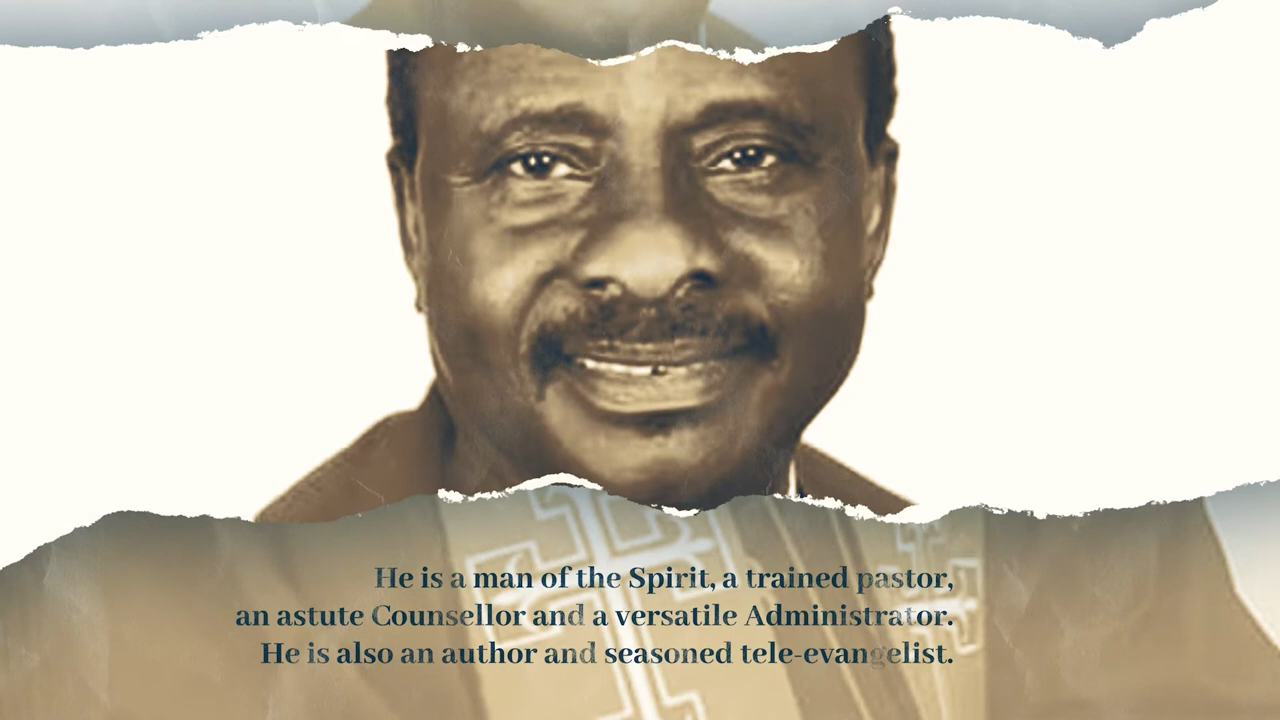 He is a man of the Spirit, a trained pastor,
an astute Counsellor and a versatile Administrator.
He is also an author and seasoned tele-evangelist.